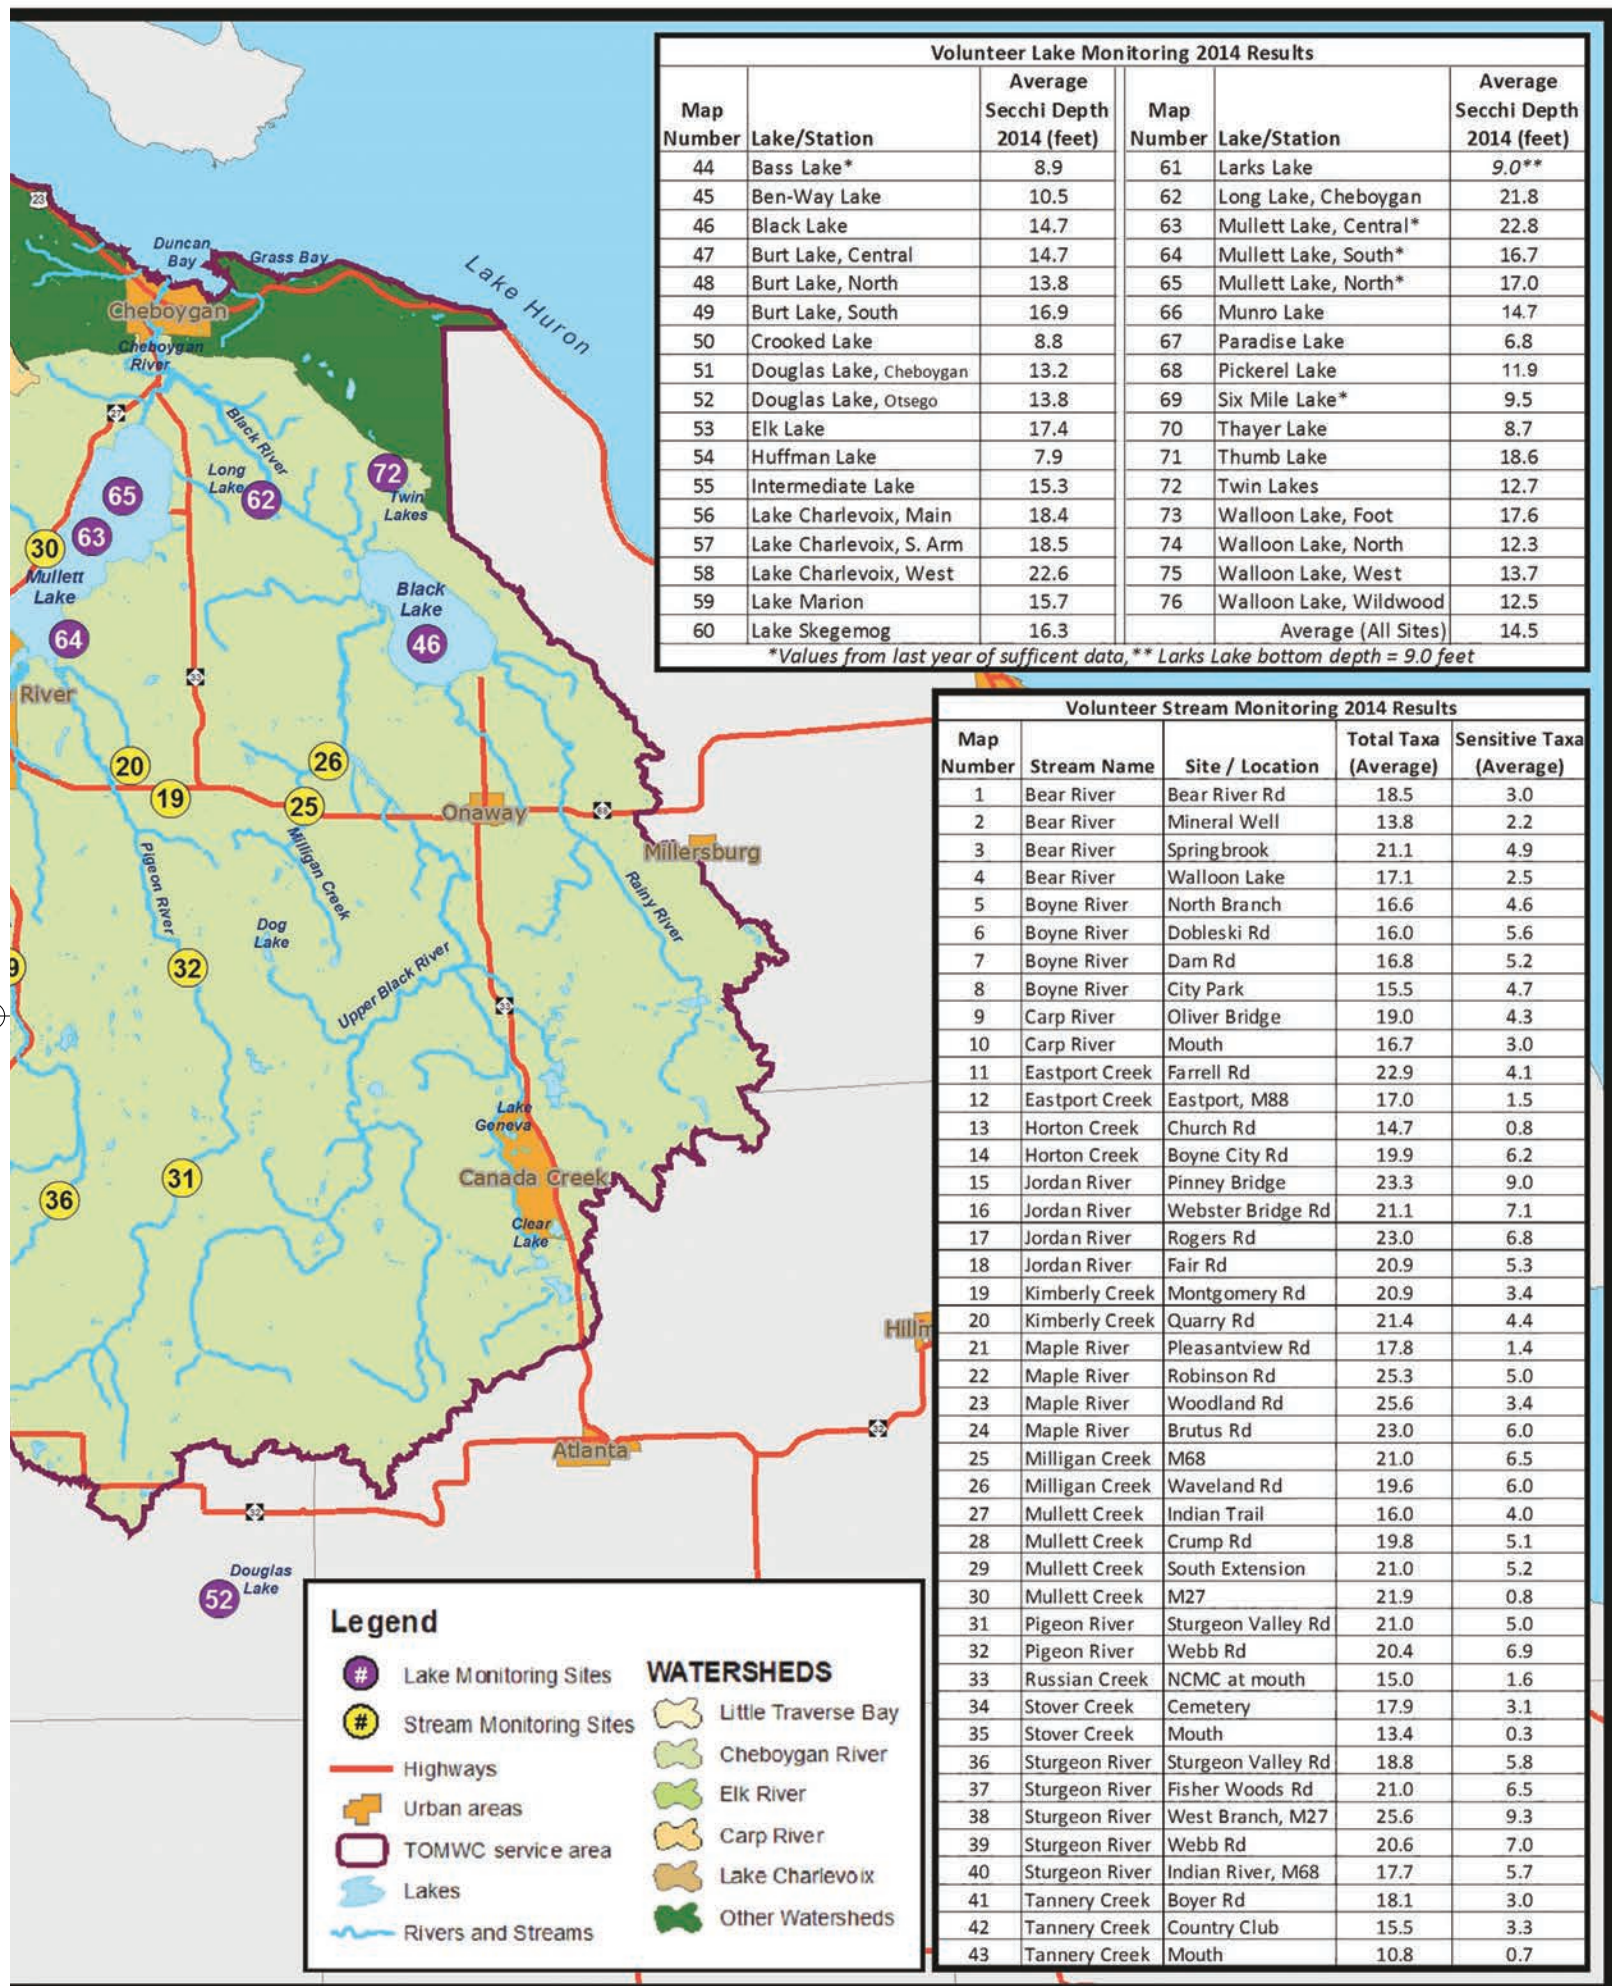 Volunteer Lake Monitoring 2014 Results
Map Number Lake/Station Average Secchi Depth 2014 (feet) Map Number Lake/Station Average Secchi Depth 2014 (feet)
44 Bass Lake* 8.9 61 Larks Lake 9.0**
45 Ben-Way Lake 10.5 62 Long Lake, Cheboygan 21.8
46 Black Lake 14.7 63 Mullett Lake, Central* 22.8
47 Burt Lake, Central 14.7 64 Mullett Lake, South* 16.7
48 Burt Lake, North 13.8 65 Mullett Lake, North* 17.0
49 Burt Lake, South 16.9 66 Munro Lake 14.7
50 Crooked Lake 8.8 67 Paradise Lake 6.8
51 Douglas Lake, Cheboygan 13.2 68 Pickerel Lake 11.9
52 Douglas Lake, Otsego 13.8 69 Six Mile Lake* 9.5
53 Elk Lake 17.4 70 Thayer Lake 8.7
54 Huffman Lake 7.9 71 Thumb Lake 18.6
55 Intermediate Lake 15.3 72 Twin Lakes 12.7
56 Lake Charlevoix, Main 18.4 73 Walloon Lake, Foot 17.6
57 Lake Charlevoix, S. Arm 18.5 74 Walloon Lake, North 12.3
58 Lake Charlevoix, West 22.6 75 Walloon Lake, West 13.7
59 Lake Marion 15.7 76 Walloon Lake, Wildwood 12.5
60 Lake Skegemog 16.3 Average (All Sites) 14.5
*Values from last year of sufficent data,** Larks Lake bottom depth = 9.0 feet
Volunteer Stream Monitoring 2014 Results
Map Number Stream Name Site / Location Total Taxa (Average) Sensitive Taxa (Average)
1 Bear River Bear River Rd 18.5 3.0
2 Bear River Mineral Well 13.8 2.2
3 Bear River Springbrook 21.1 4.9
4 Bear River Walloon Lake 17.1 2.5
5 Boyne River North Branch 16.6 4.6
6 Boyne River Dobleski Rd 16.0 5.6
7 Boyne River Dam Rd 16.8 5.2
8 Boyne River City Park 15.5 4.7
9 Carp River Oliver Bridge 19.0 4.3
10 Carp River Mouth 16.7 3.0
11 Eastport Creek Farrell Rd 22.9 4.1
12 Eastport Creek Eastport, M88 17.0 1.5
13 Horton Creek Church Rd 14.7 0.8
14 Horton Creek Boyne City Rd 19.9 6.2
15 Jordan River Pinney Bridge 23.3 9.0
16 Jordan River Webster Bridge Rd 21.1 7.1
17 Jordan River Rogers Rd 23.0 6.8
18 Jordan River Fair Rd 20.9 5.3
19 Kimberly Creek Montgomery Rd 20.9 3.4
20 Kimberly Creek Quarry Rd 21.4 4.4
21 Maple River Pleasantview Rd 17.8 1.4
22 Maple River Robinson Rd 25.3 5.0
23 Maple River Woodland Rd 25.6 3.4
24 Maple River Brutus Rd 23.0 6.0
25 Milligan Creek M68 21.0 6.5
26 Milligan Creek Waveland Rd 19.6 6.0
27 Mullett Creek Indian Trail 16.0 4.0
28 Mullett Creek Crump Rd 19.8 5.1
29 Mullett Creek South Extension 21.0 5.2
30 Mullett Creek M27 21.9 0.8
31 Pigeon River Sturgeon Valley Rd 21.0 5.0
32 Pigeon River Webb Rd 20.4 6.9
33 Russian Creek NCMC at mouth 15.0 1.6
34 Stover Creek Cemetery 17.9 3.1
35 Stover Creek Mouth 13.4 0.3
36 Sturgeon River Sturgeon Valley Rd 18.8 5.8
37 Sturgeon River Fisher Woods Rd 21.0 6.5
38 Sturgeon River West Branch, M27 25.6 9.3
39 Sturgeon River Webb Rd 20.6 7.0
40 Sturgeon River Indian River, M68 17.7 5.7
41 Tannery Creek Boyer Rd 18.1 3.0
42 Tannery Creek Country Club 15.5 3.3
43 Tannery Creek Mouth 10.8 0.7
23
Duncan
Bay
Grass Bay
Lake Huron
Cheboygan
Cheboygan
River
27
Black River
Long
Lake
62
72
Twin
Lakes
65
63
30
Mullett
Lake
64
Black
Lake
46
33
River
20
19
26
25
Onaway
68
Millersburg
Milligan Creek
Pigeon River
Rainy River
Dog
Lake
9
32
Upper Black River
33
Lake
Geneva
31
36
Canada Creek
Clear
Lake
Hillm
32
Atlanta
32
Douglas
Lake
52
Legend
# Lake Monitoring Sites
# Stream Monitoring Sites
Highways
Urban areas
TOMWC service area
Lakes
Rivers and Streams
WATERSHEDS
Little Traverse Bay
Cheboygan River
Elk River
Carp River
Lake Charlevoix
Other Watersheds